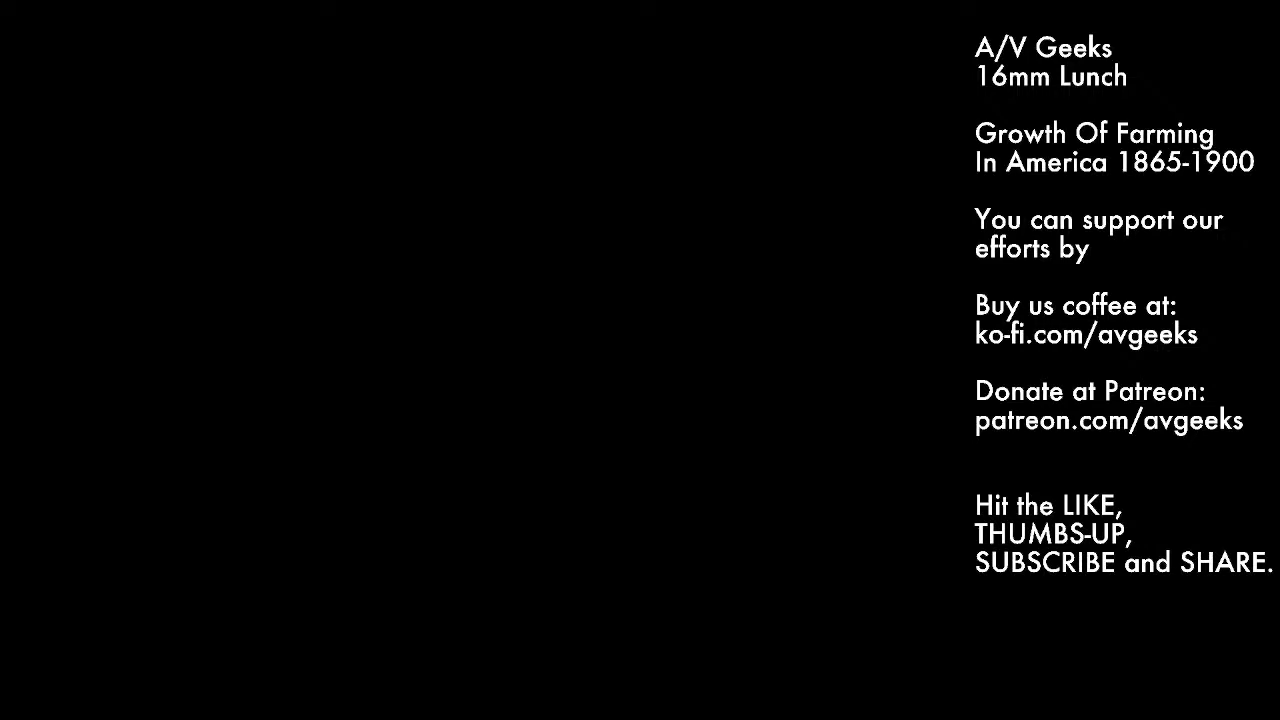 A/V Geeks
16mm Lunch
Growth Of Farming
In America 1865-1900
You can support our
efforts by
Buy us coffee at:
ko-fi.com/avgeeks
Donate at Patreon:
patreon.com/avgeeks
Hit the LIKE,
THUMBS-UP,
SUBSCRIBE and SHARE.